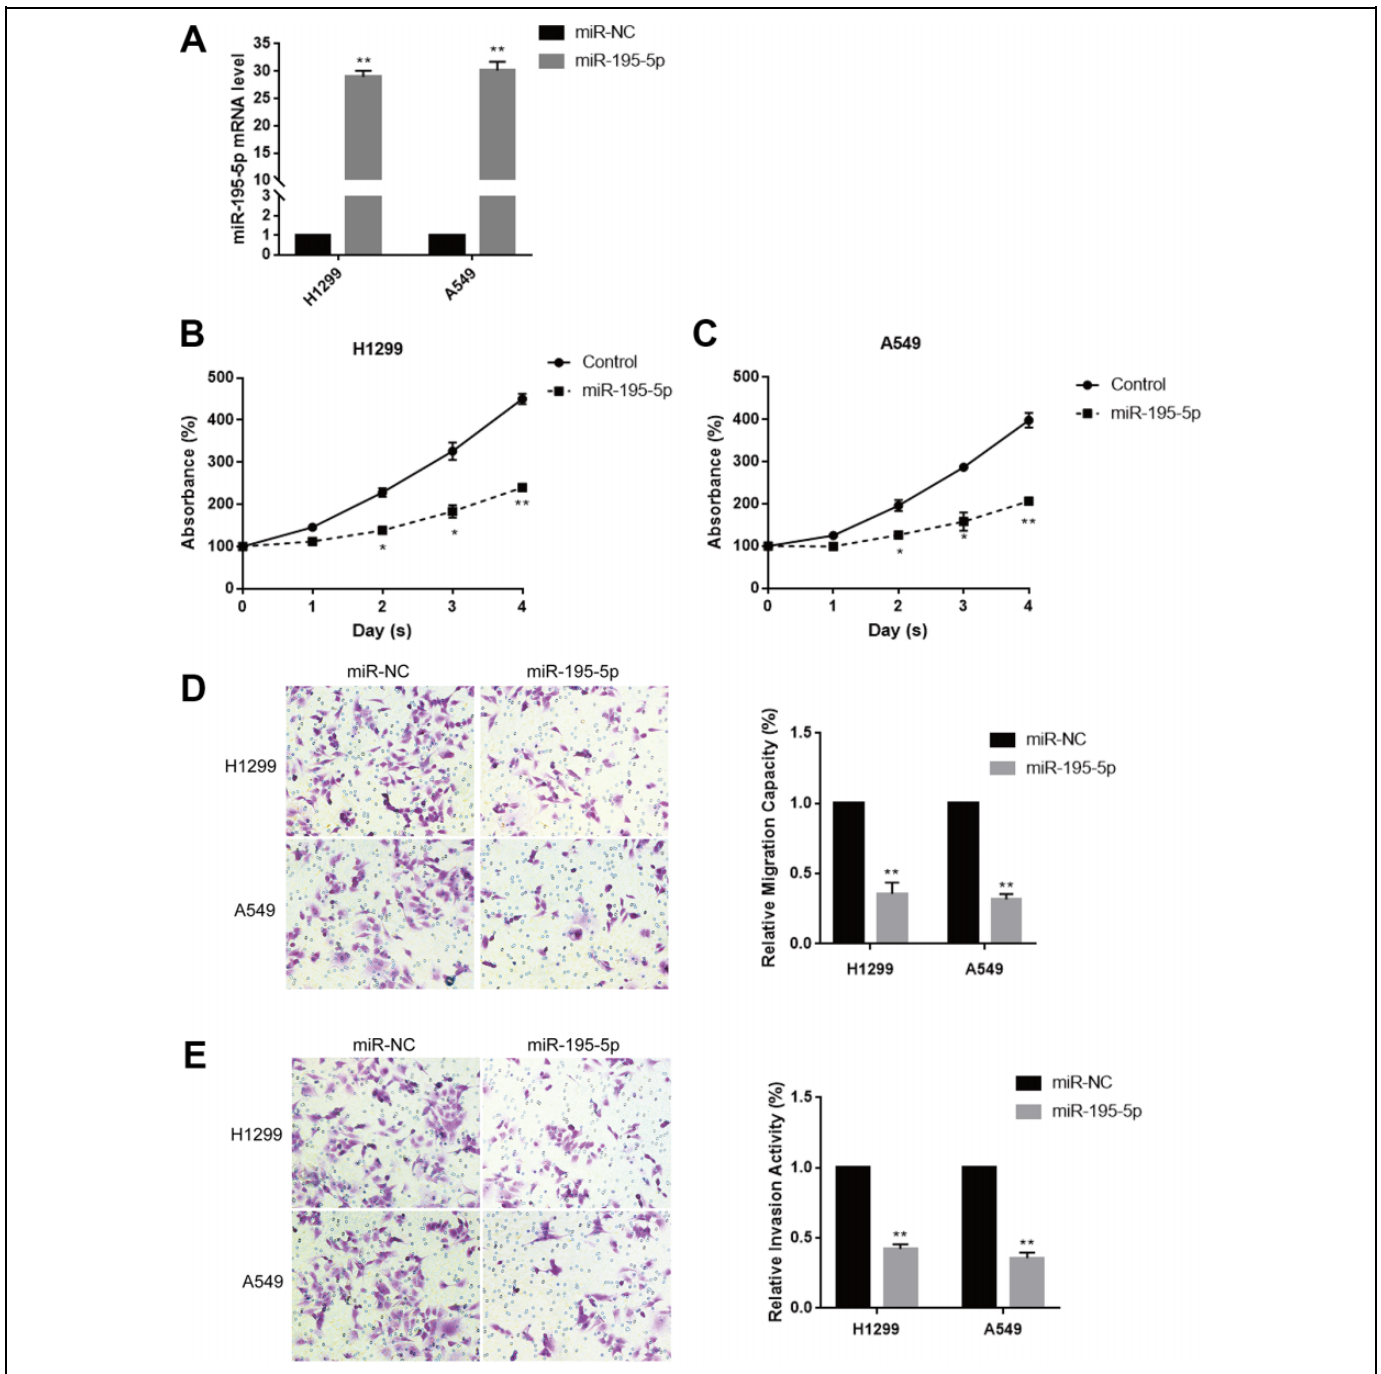 A
miR-NC
miR-195-5p
miR-195-5p mRNA level
35
30
25
20
15
10
3
2
1
0
**
**
H1299
A549
B
H1299
Control
miR-195-5p
Absorbance (%)
500
400
300
200
100
0
*
*
**
0 1 2 3 4
Day (s)
C
A549
Control
miR-195-5p
Absorbance (%)
500
400
300
200
100
0
*
*
**
0 1 2 3 4
Day (s)
D
miR-NC miR-195-5p
H1299
A549
Relative Migration Capacity (%)
1.5
1.0
0.5
0.0
miR-NC
miR-195-5p
**
**
H1299 A549
E
miR-NC miR-195-5p
H1299
A549
Relative Invasion Activity (%)
1.5
1.0
0.5
0.0
miR-NC
miR-195-5p
**
**
H1299 A549